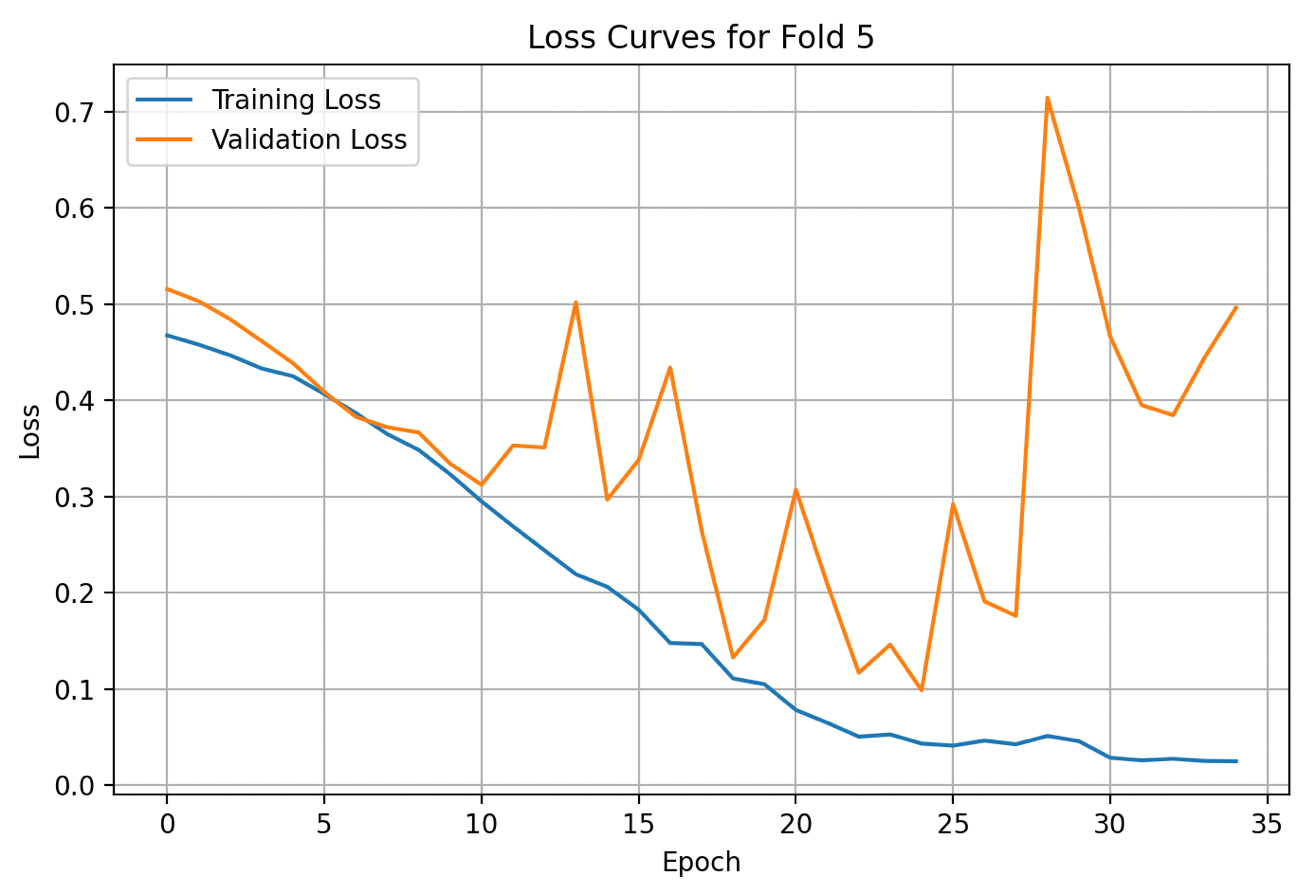 Loss Curves for Fold 5
Training Loss
Validation Loss
0.7
0.6
0.5
0.4
0.3
0.2
0.1
0.0
Loss
0 5 10 15 20 25 30 35
Epoch